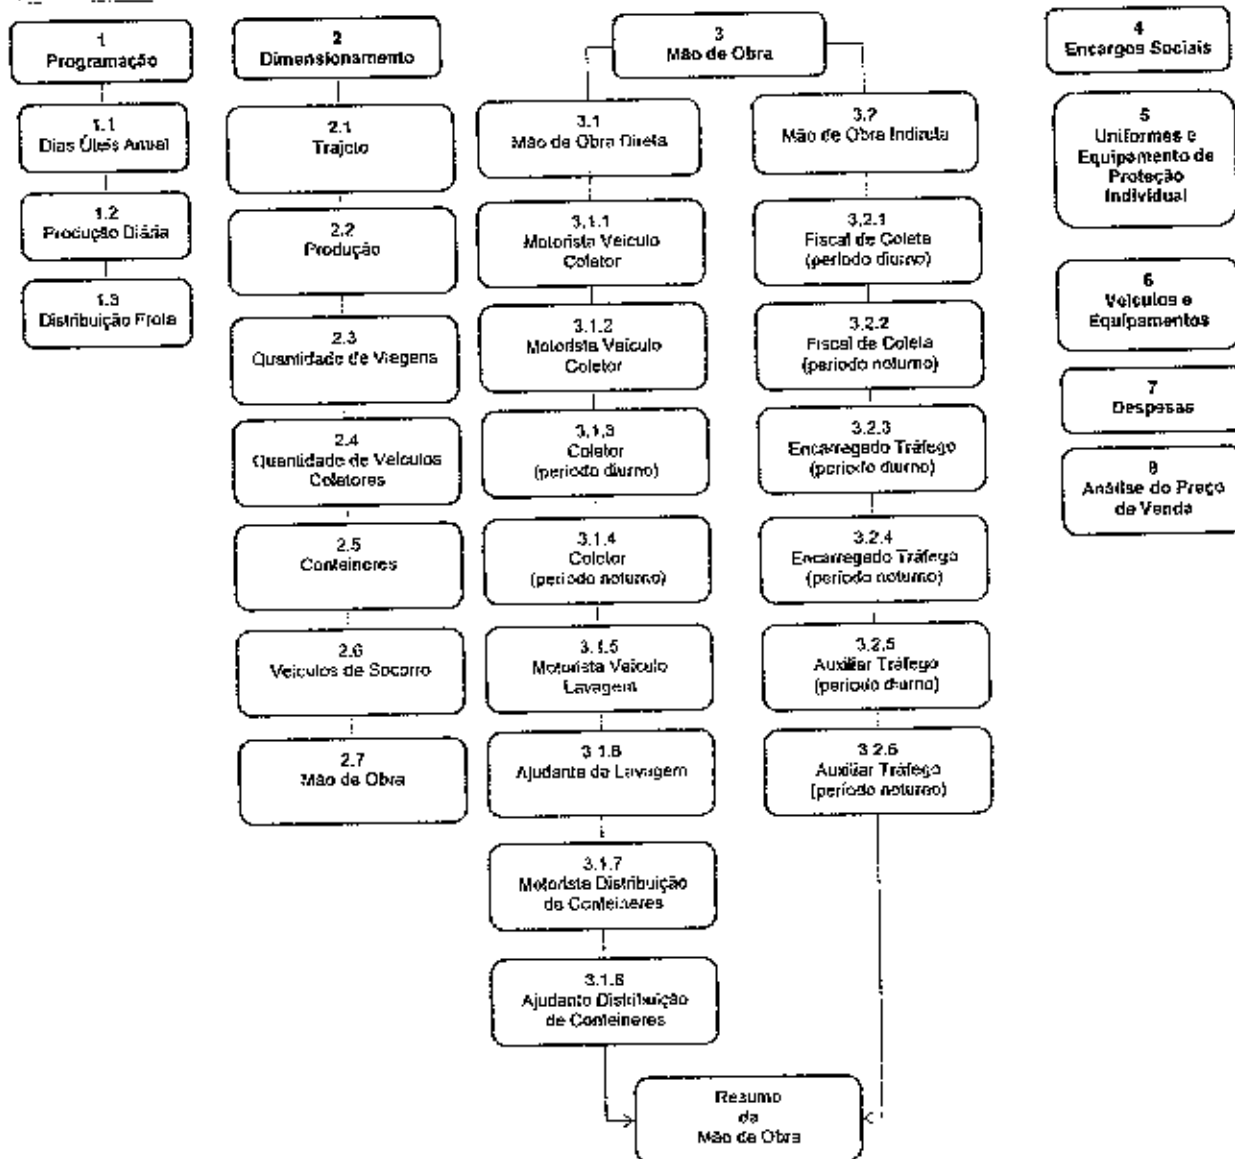 1
Programação
1.1
Dias Úteis Anual
1.2
Produção Diária
1.3
Distribuição Frota
2
Dimensionamento
2.1
Trajeto
2.2
Produção
2.3
Quantidade de Viagens
2.4
Quantidade de Veículos
Coletores
2.5
Conteineres
2.6
Veículos de Socorro
2.7
Mão de Obra
3
Mão de Obra
3.1
Mão de Obra Direta
3.1.1
Motorista Veículo
Coletor
3.1.2
Motorista Veículo
Coletor
3.1.3
Coletor
(período diurno)
3.1.4
Coletor
(período noturno)
3.1.5
Motorista Veículo
Lavagem
3.1.6
Ajudante de Lavagem
3.1.7
Motorista Distribuição
de Conteineres
3.1.8
Ajudante Distribuição
de Conteineres
3.2
Mão de Obra Indireta
3.2.1
Fiscal de Coleta
(período diurno)
3.2.2
Fiscal de Coleta
(período noturno)
3.2.3
Encarregado Tráfego
(período diurno)
3.2.4
Encarregado Tráfego
(período noturno)
3.2.5
Auxiliar Tráfego
(período diurno)
3.2.6
Auxiliar Tráfego
(período noturno)
Resumo
da
Mão de Obra
4
Encargos Sociais
5
Uniformes e
Equipamento de
Proteção
Individual
6
Veículos e
Equipamentos
7
Despesas
8
Análise do Preço
de Venda